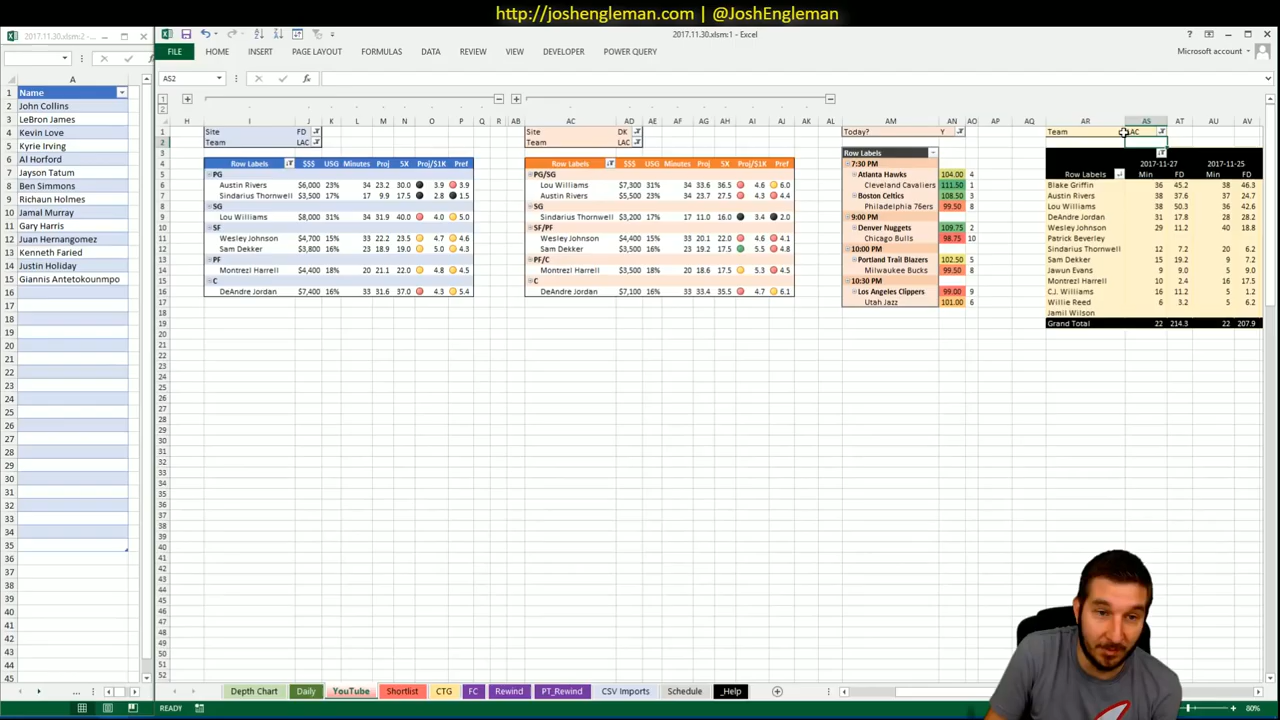 http://joshengleman.com | @JoshEngleman
2017.11.30.xlsm:2 -
2017.11.30.xlsm:1 - Excel
FILE HOME INSERT PAGE LAYOUT FORMULAS DATA REVIEW VIEW DEVELOPER POWER QUERY
Microsoft account
AS2
Name
John Collins
LeBron James
Kevin Love
Kyrie Irving
Al Horford
Jayson Tatum
Ben Simmons
Richaun Holmes
Jamal Murray
Gary Harris
Juan Hernangomez
Kenneth Faried
Justin Holiday
Giannis Antetokounmpo
Site FD
Team LAC
Row Labels $$$ USG Minutes Proj 5X Proj/$1K Pref
PG
Austin Rivers $6,000 23% 34 23.2 30.0 3.9 3.9
Sindarius Thornwell $3,500 17% 17 9.9 17.5 2.8 1.5
SG
Lou Williams $8,000 31% 34 31.9 40.0 4.0 5.0
SF
Wesley Johnson $4,700 15% 33 22.2 23.5 4.7 4.6
Sam Dekker $3,800 16% 23 18.9 19.0 5.0 4.3
PF
Montrezl Harrell $4,400 18% 20 21.1 22.0 4.8 4.5
C
DeAndre Jordan $7,400 16% 33 31.6 37.0 4.3 5.4
Site DK
Team LAC
Row Labels $$$ USG Minutes Proj 5X Proj/$1K Pref
PG/SG
Lou Williams $7,300 31% 34 33.6 36.5 4.6 6.0
Austin Rivers $5,500 23% 34 23.7 27.5 4.3 4.4
SG
Sindarius Thornwell $3,200 17% 17 11.0 16.0 3.4 2.0
SF/PF
Wesley Johnson $4,400 15% 33 20.1 22.0 4.6 4.1
Sam Dekker $3,500 16% 23 19.2 17.5 5.5 4.8
PF/C
Montrezl Harrell $3,500 18% 20 18.6 17.5 5.3 4.5
C
DeAndre Jordan $7,100 16% 33 33.4 35.5 4.7 6.1
Today? Y
Row Labels
7:30 PM
Atlanta Hawks 104.00 4
Cleveland Cavaliers 111.50 1
Boston Celtics 108.50 3
Philadelphia 76ers 99.50 8
9:00 PM
Denver Nuggets 109.75 2
Chicago Bulls 98.75 10
10:00 PM
Portland Trail Blazers 102.50 5
Milwaukee Bucks 99.50 8
10:30 PM
Los Angeles Clippers 99.00 9
Utah Jazz 101.00 6
Team LAC
2017-11-27 2017-11-25
Row Labels Min FD Min FD
Blake Griffin 36 45.2 38 46.3
Austin Rivers 38 37.6 37 24.7
Lou Williams 38 50.3 36 42.6
DeAndre Jordan 31 17.8 28 28.2
Wesley Johnson 29 11.2 40 18.8
Patrick Beverley
Sindarius Thornwell 12 7.2 20 6.2
Sam Dekker 15 19.2 9 7.2
Jawun Evans 9 9.0 5 9.0
Montrezl Harrell 10 2.4 16 17.5
C.J. Williams 16 11.2 5 1.2
Willie Reed 6 3.2 5 6.2
Jamil Wilson
Grand Total 22 214.3 22 207.9
Depth Chart Daily YouTube Shortlist CTG FC Rewind PT_Rewind CSV Imports Schedule _Help
READY
80%